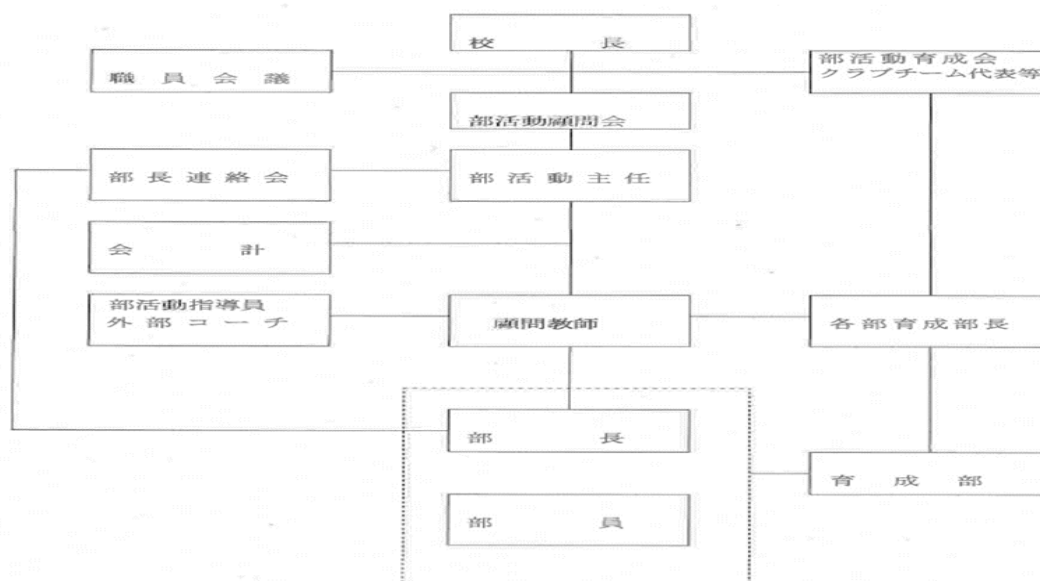 校長
職員会議
部活動育成会
クラブチーム代表等
部活動顧問会
部長連絡会
部活動主任
会計
部活動指導員
外部コーチ
顧問教師
各部育成部長
部長
育成部
部員